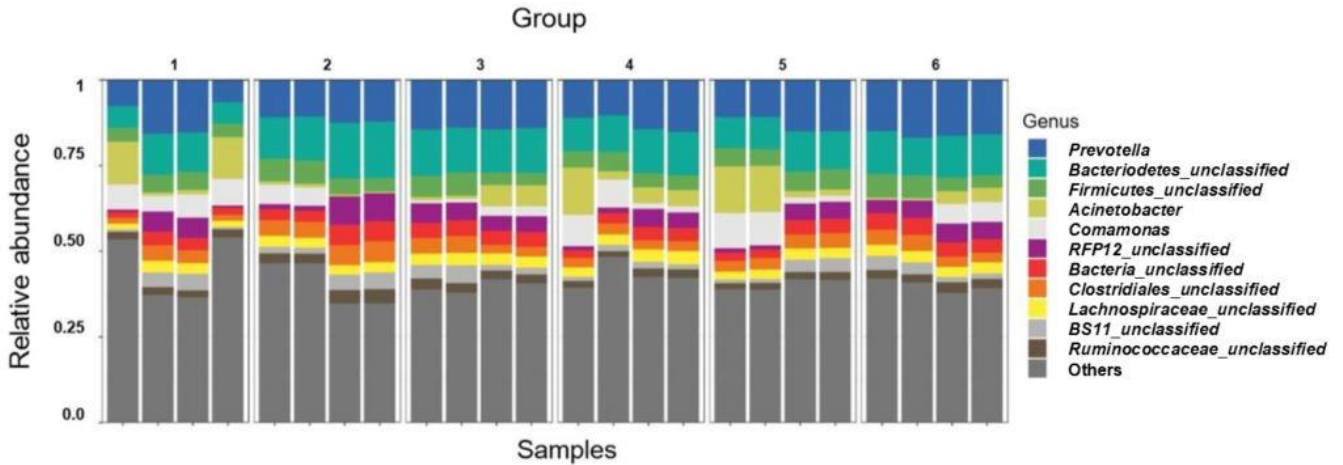 Group
1 2 3 4 5 6
1
0.75
0.50
0.25
0.0
Relative abundance
Samples
Genus
Prevotella
Bacteriodetes_unclassified
Firmicutes_unclassified
Acinetobacter
Comamonas
RFP12_unclassified
Bacteria_unclassified
Clostridiales_unclassified
Lachnospiraceae_unclassified
BS11_unclassified
Ruminococcaceae_unclassified
Others